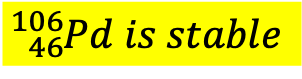 ¹⁰⁶₄₆Pd is stable